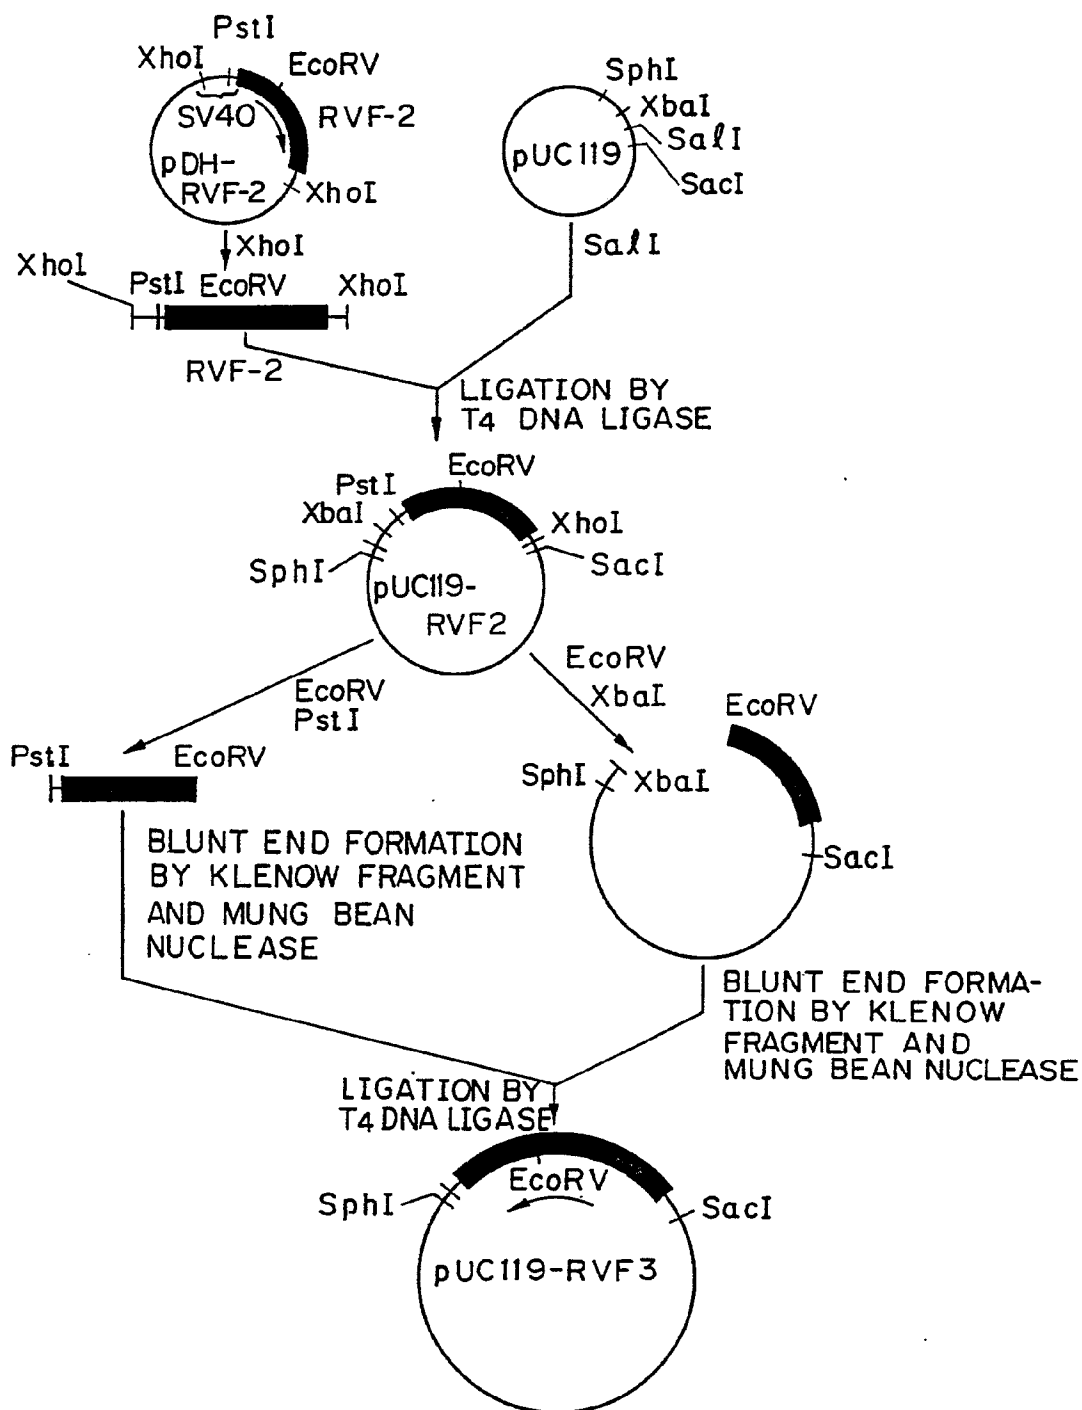 PstI
XhoI
EcoRV
SV40
RVF-2
pDH-
RVF-2
XhoI
SphI
XbaI
SalI
pUC119
SacI
XhoI
SalI
XhoI
PstI EcoRV XhoI
RVF-2
LIGATION BY
T4 DNA LIGASE
EcoRV
PstI
XbaI
XhoI
SphI
SacI
pUC119-
RVF2
EcoRV
XbaI
EcoRV
PstI
EcoRV
PstI EcoRV
SphI
XbaI
SacI
BLUNT END FORMATION
BY KLENOW FRAGMENT
AND MUNG BEAN
NUCLEASE
BLUNT END FORMA-
TION BY KLENOW
FRAGMENT AND
MUNG BEAN NUCLEASE
LIGATION BY
T4 DNA LIGASE
EcoRV
SphI
SacI
pUC119-RVF3